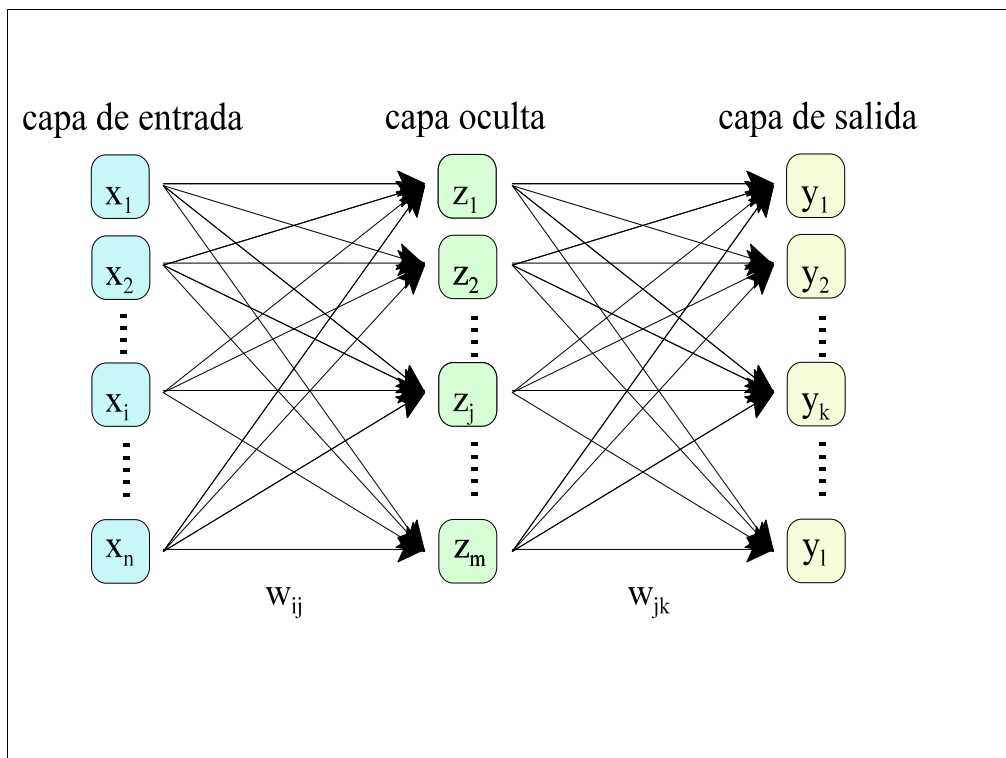 capa de entrada capa oculta capa de salida
x1 z1 y1
x2 z2 y2
xi zj yk
xn zm yl
wij wjk